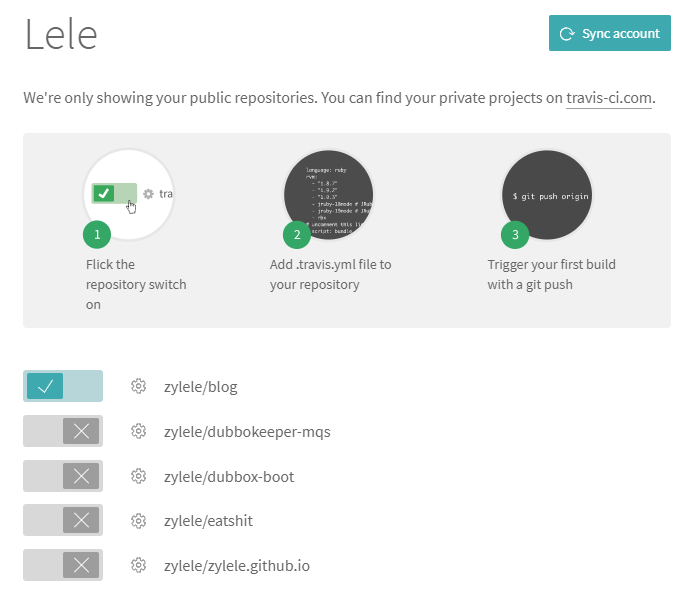 Lele
Sync account
We're only showing your public repositories. You can find your private projects on travis-ci.com.
tra
language: ruby
rvm:
- "1.8.7"
- "1.9.2"
- "1.9.3"
- jruby-18mode # JRub
- jruby-19mode # JRu
- rbx
# uncomment this li
script: bundle
$ git push origin
1
2
3
Flick the
repository switch
on
Add .travis.yml file to
your repository
Trigger your first build
with a git push
zylele/blog
zylele/dubbokeeper-mqs
zylele/dubbox-boot
zylele/eatshit
zylele/zylele.github.io